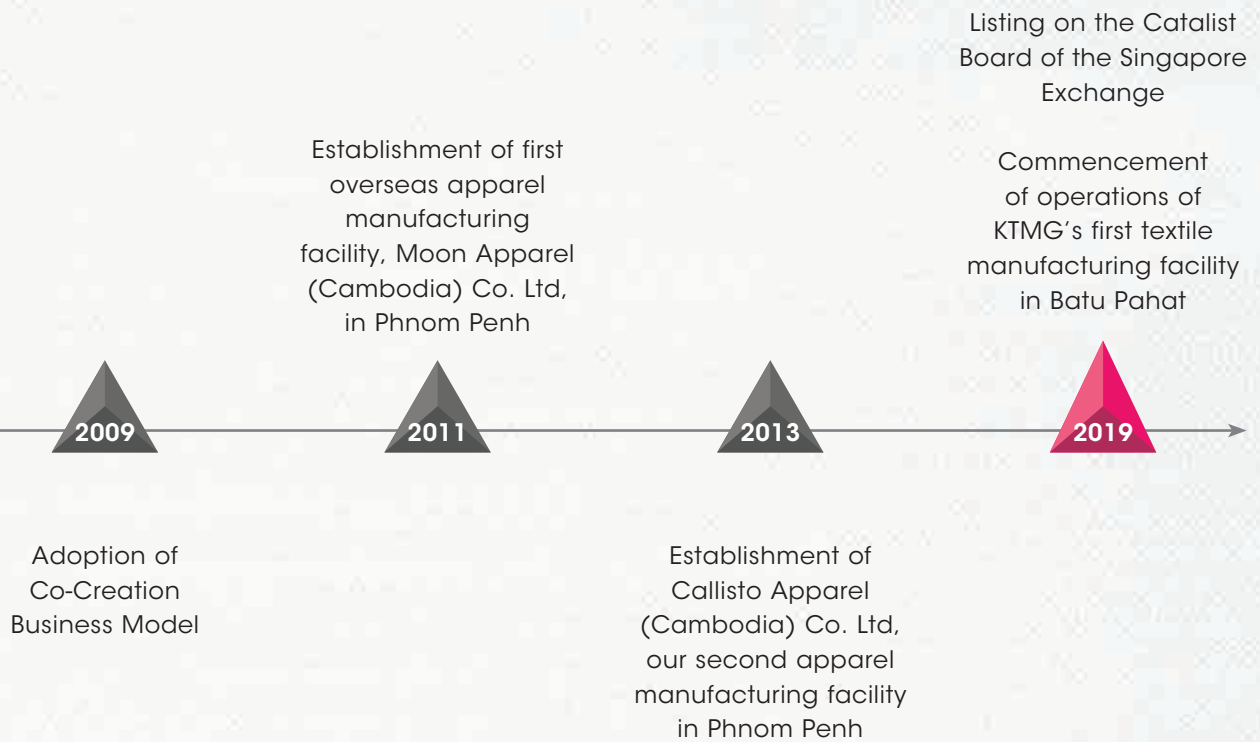 Listing on the Catalist
Board of the Singapore
Exchange
Establishment of first
overseas apparel
manufacturing
facility, Moon Apparel
(Cambodia) Co. Ltd,
in Phnom Penh
Commencement
of operations of
KTMG’s first textile
manufacturing facility
in Batu Pahat
2009
2011
2013
2019
Adoption of
Co-Creation
Business Model
Establishment of
Callisto Apparel
(Cambodia) Co. Ltd,
our second apparel
manufacturing facility
in Phnom Penh